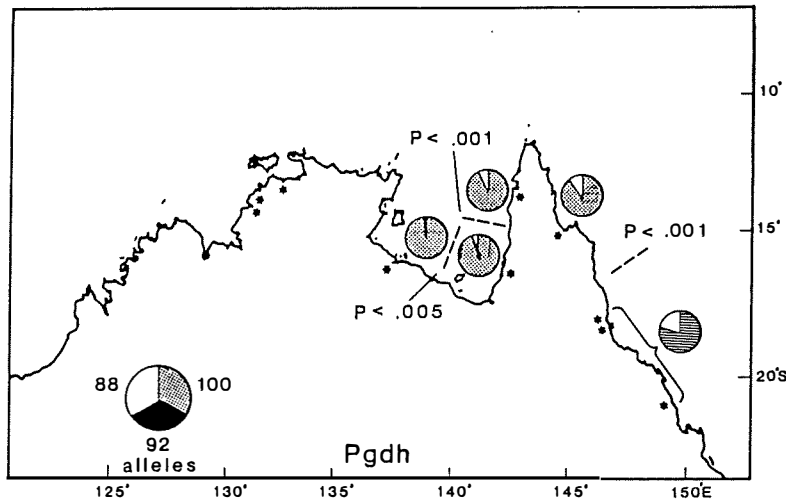 10°
P < .001
15°
P < .001
P < .005
88
100
20°S
92
alleles
Pgdh
125°
130°
135°
140°
145°
150°E